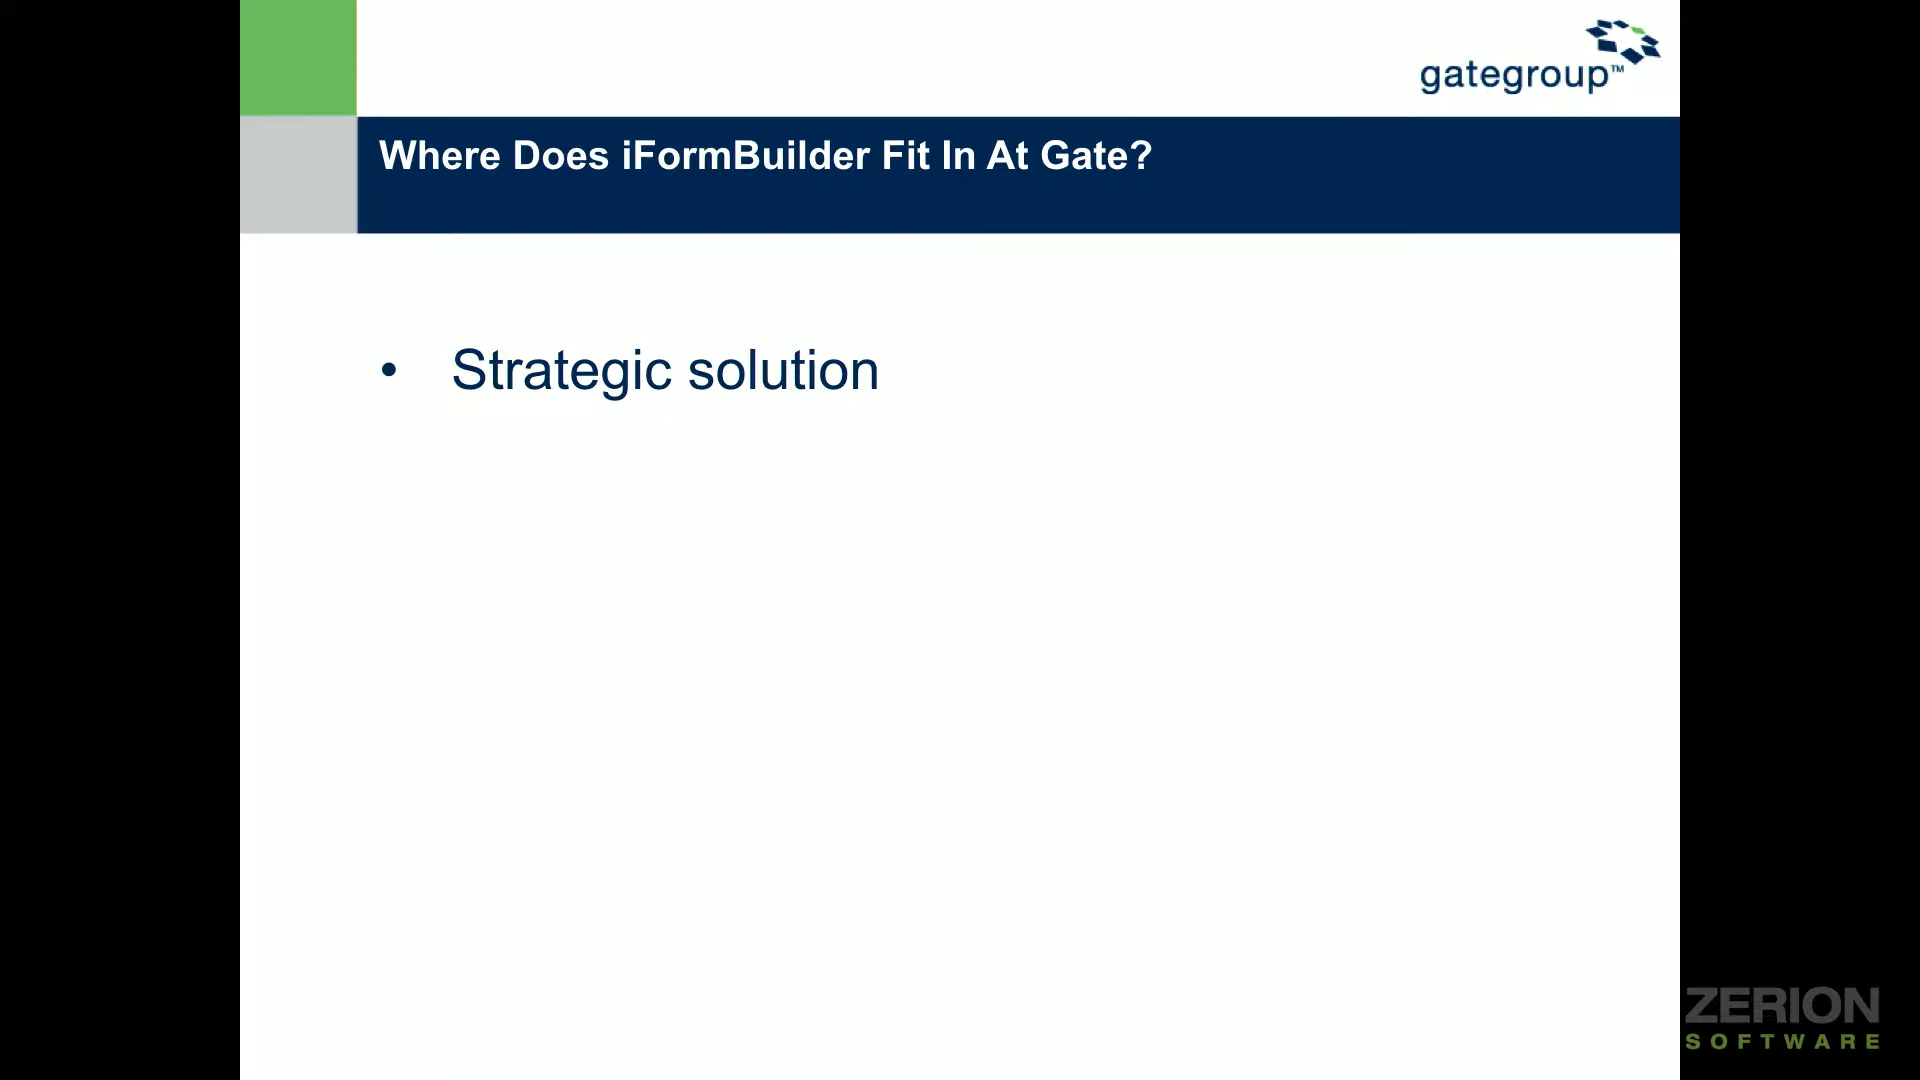 gategroup™
Where Does iFormBuilder Fit In At Gate?
• Strategic solution
ZERION
SOFTWARE